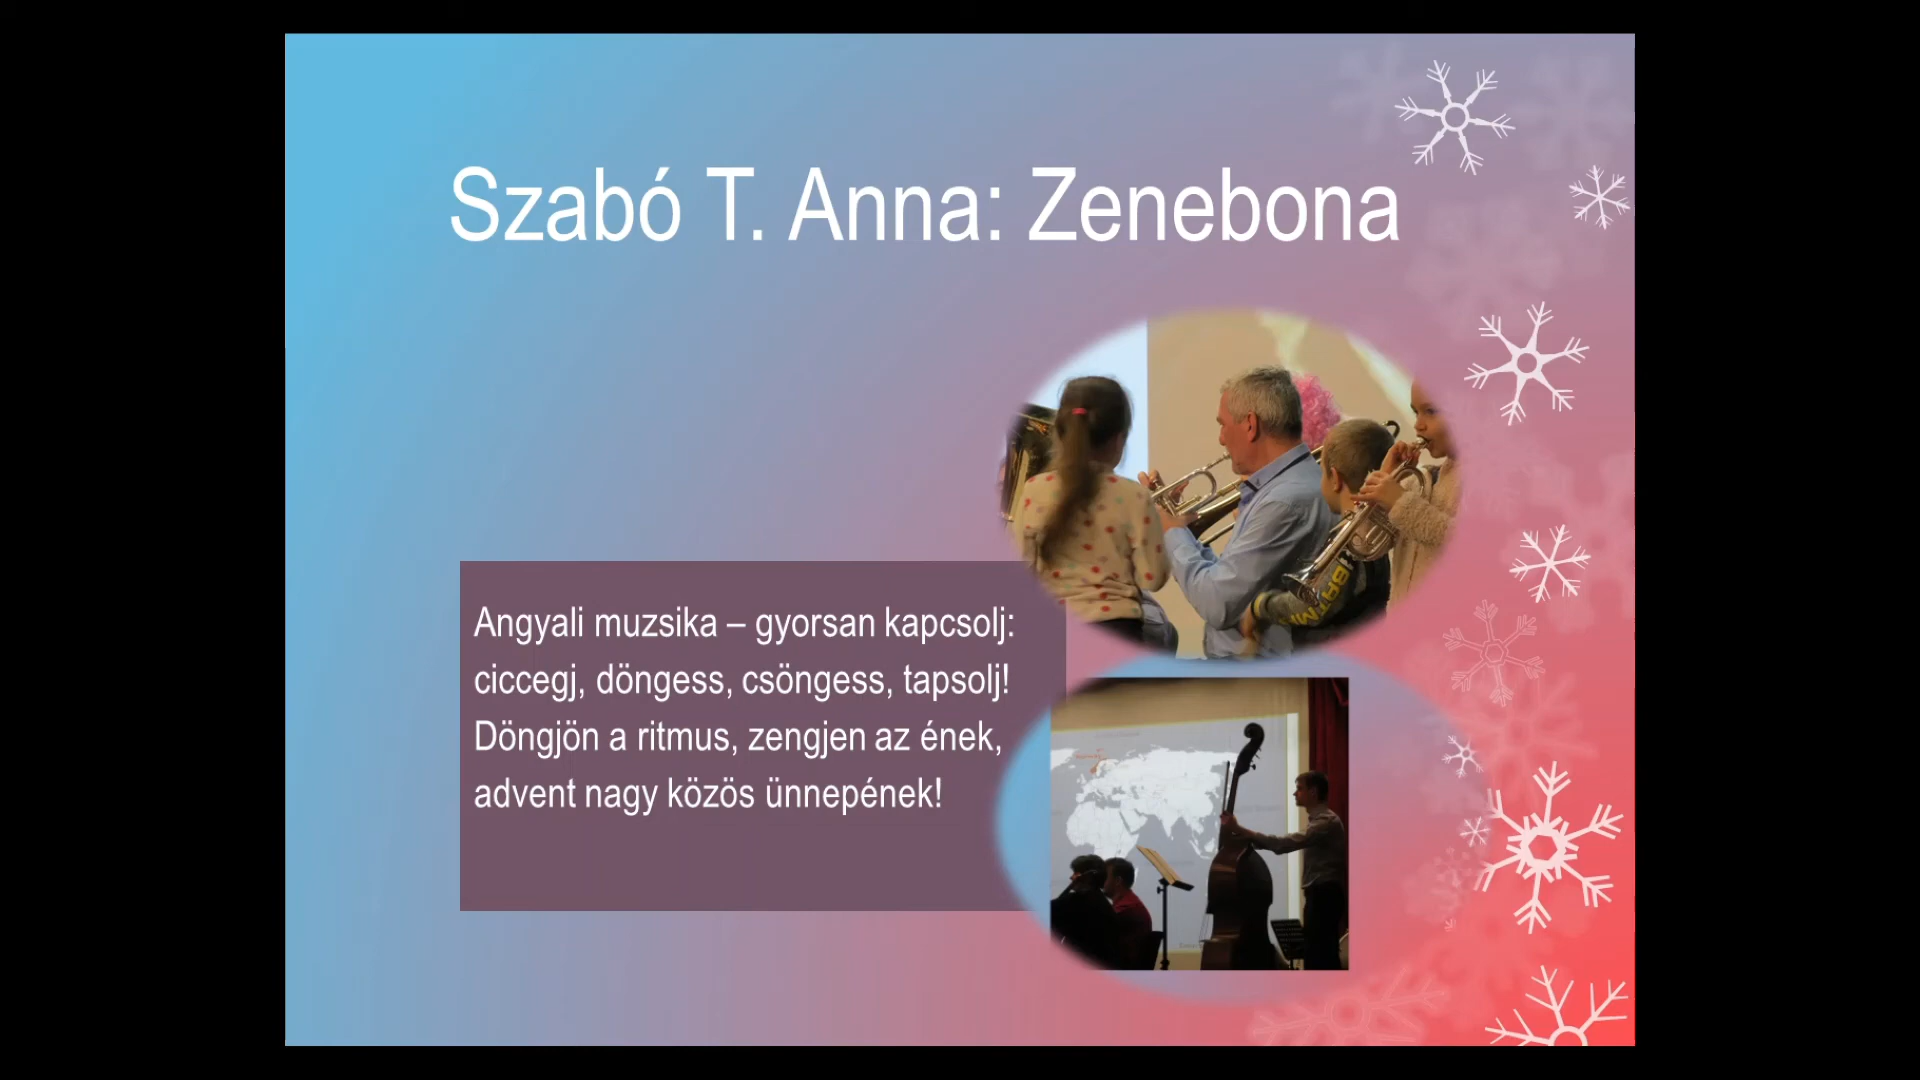 Szabó T. Anna: Zenebona
Angyali muzsika – gyorsan kapcsolj:
ciccegj, döngess, csöngess, tapsolj!
Döngjön a ritmus, zengjen az ének,
advent nagy közös ünnepének!